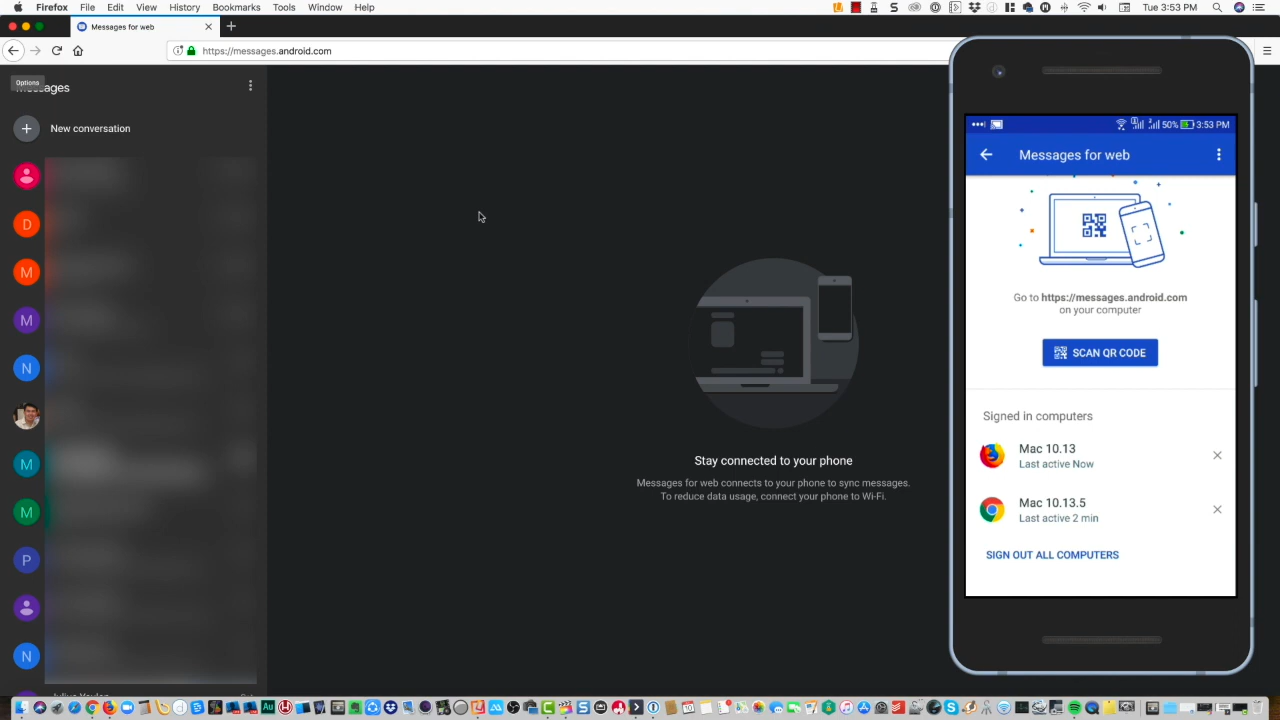 Firefox File Edit View History Bookmarks Tools Window Help
Tue 3:53 PM
Messages for web
https://messages.android.com
Options
New conversation
D
M
M
N
M
M
P
N
Stay connected to your phone
Messages for web connects to your phone to sync messages.
To reduce data usage, connect your phone to Wi-Fi.
50% 3:53 PM
Messages for web
Go to https://messages.android.com
on your computer
SCAN QR CODE
Signed in computers
Mac 10.13
Last active Now
Mac 10.13.5
Last active 2 min
SIGN OUT ALL COMPUTERS